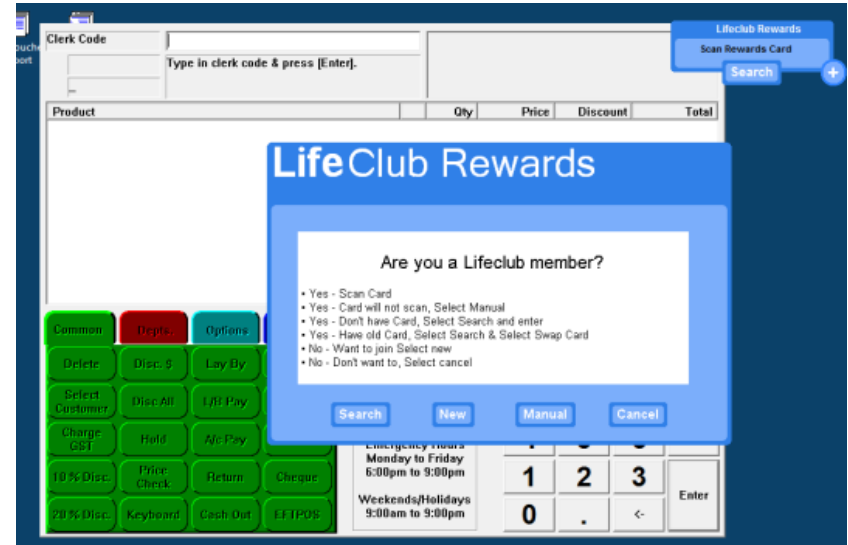 ouche
port
Clerk Code
Type in clerk code & press [Enter].
Lifeclub Rewards
Scan Rewards Card
Search
+
Product Qty Price Discount Total
LifeClub Rewards
Are you a Lifeclub member?
• Yes - Scan Card
• Yes - Card will not scan, Select Manual
• Yes - Don't have Card, Select Search and enter
• Yes - Have old Card, Select Search & Select Swap Card
• No - Want to join Select new
• No - Don't want to, Select cancel
Search New Manual Cancel
Common Depts. Options
Delete Disc. $ Lay By
Select
Customer Disc All L/B Pay
Charge
GST Hold A/c Pay
10 % Disc. Price
Check Return Cheque
20 % Disc. Keyboard Cash Out EFTPOS
Emergency Hours
Monday to Friday
6:00pm to 9:00pm
Weekends/Holidays
9:00am to 9:00pm
1 2 3
0 . <-
Enter